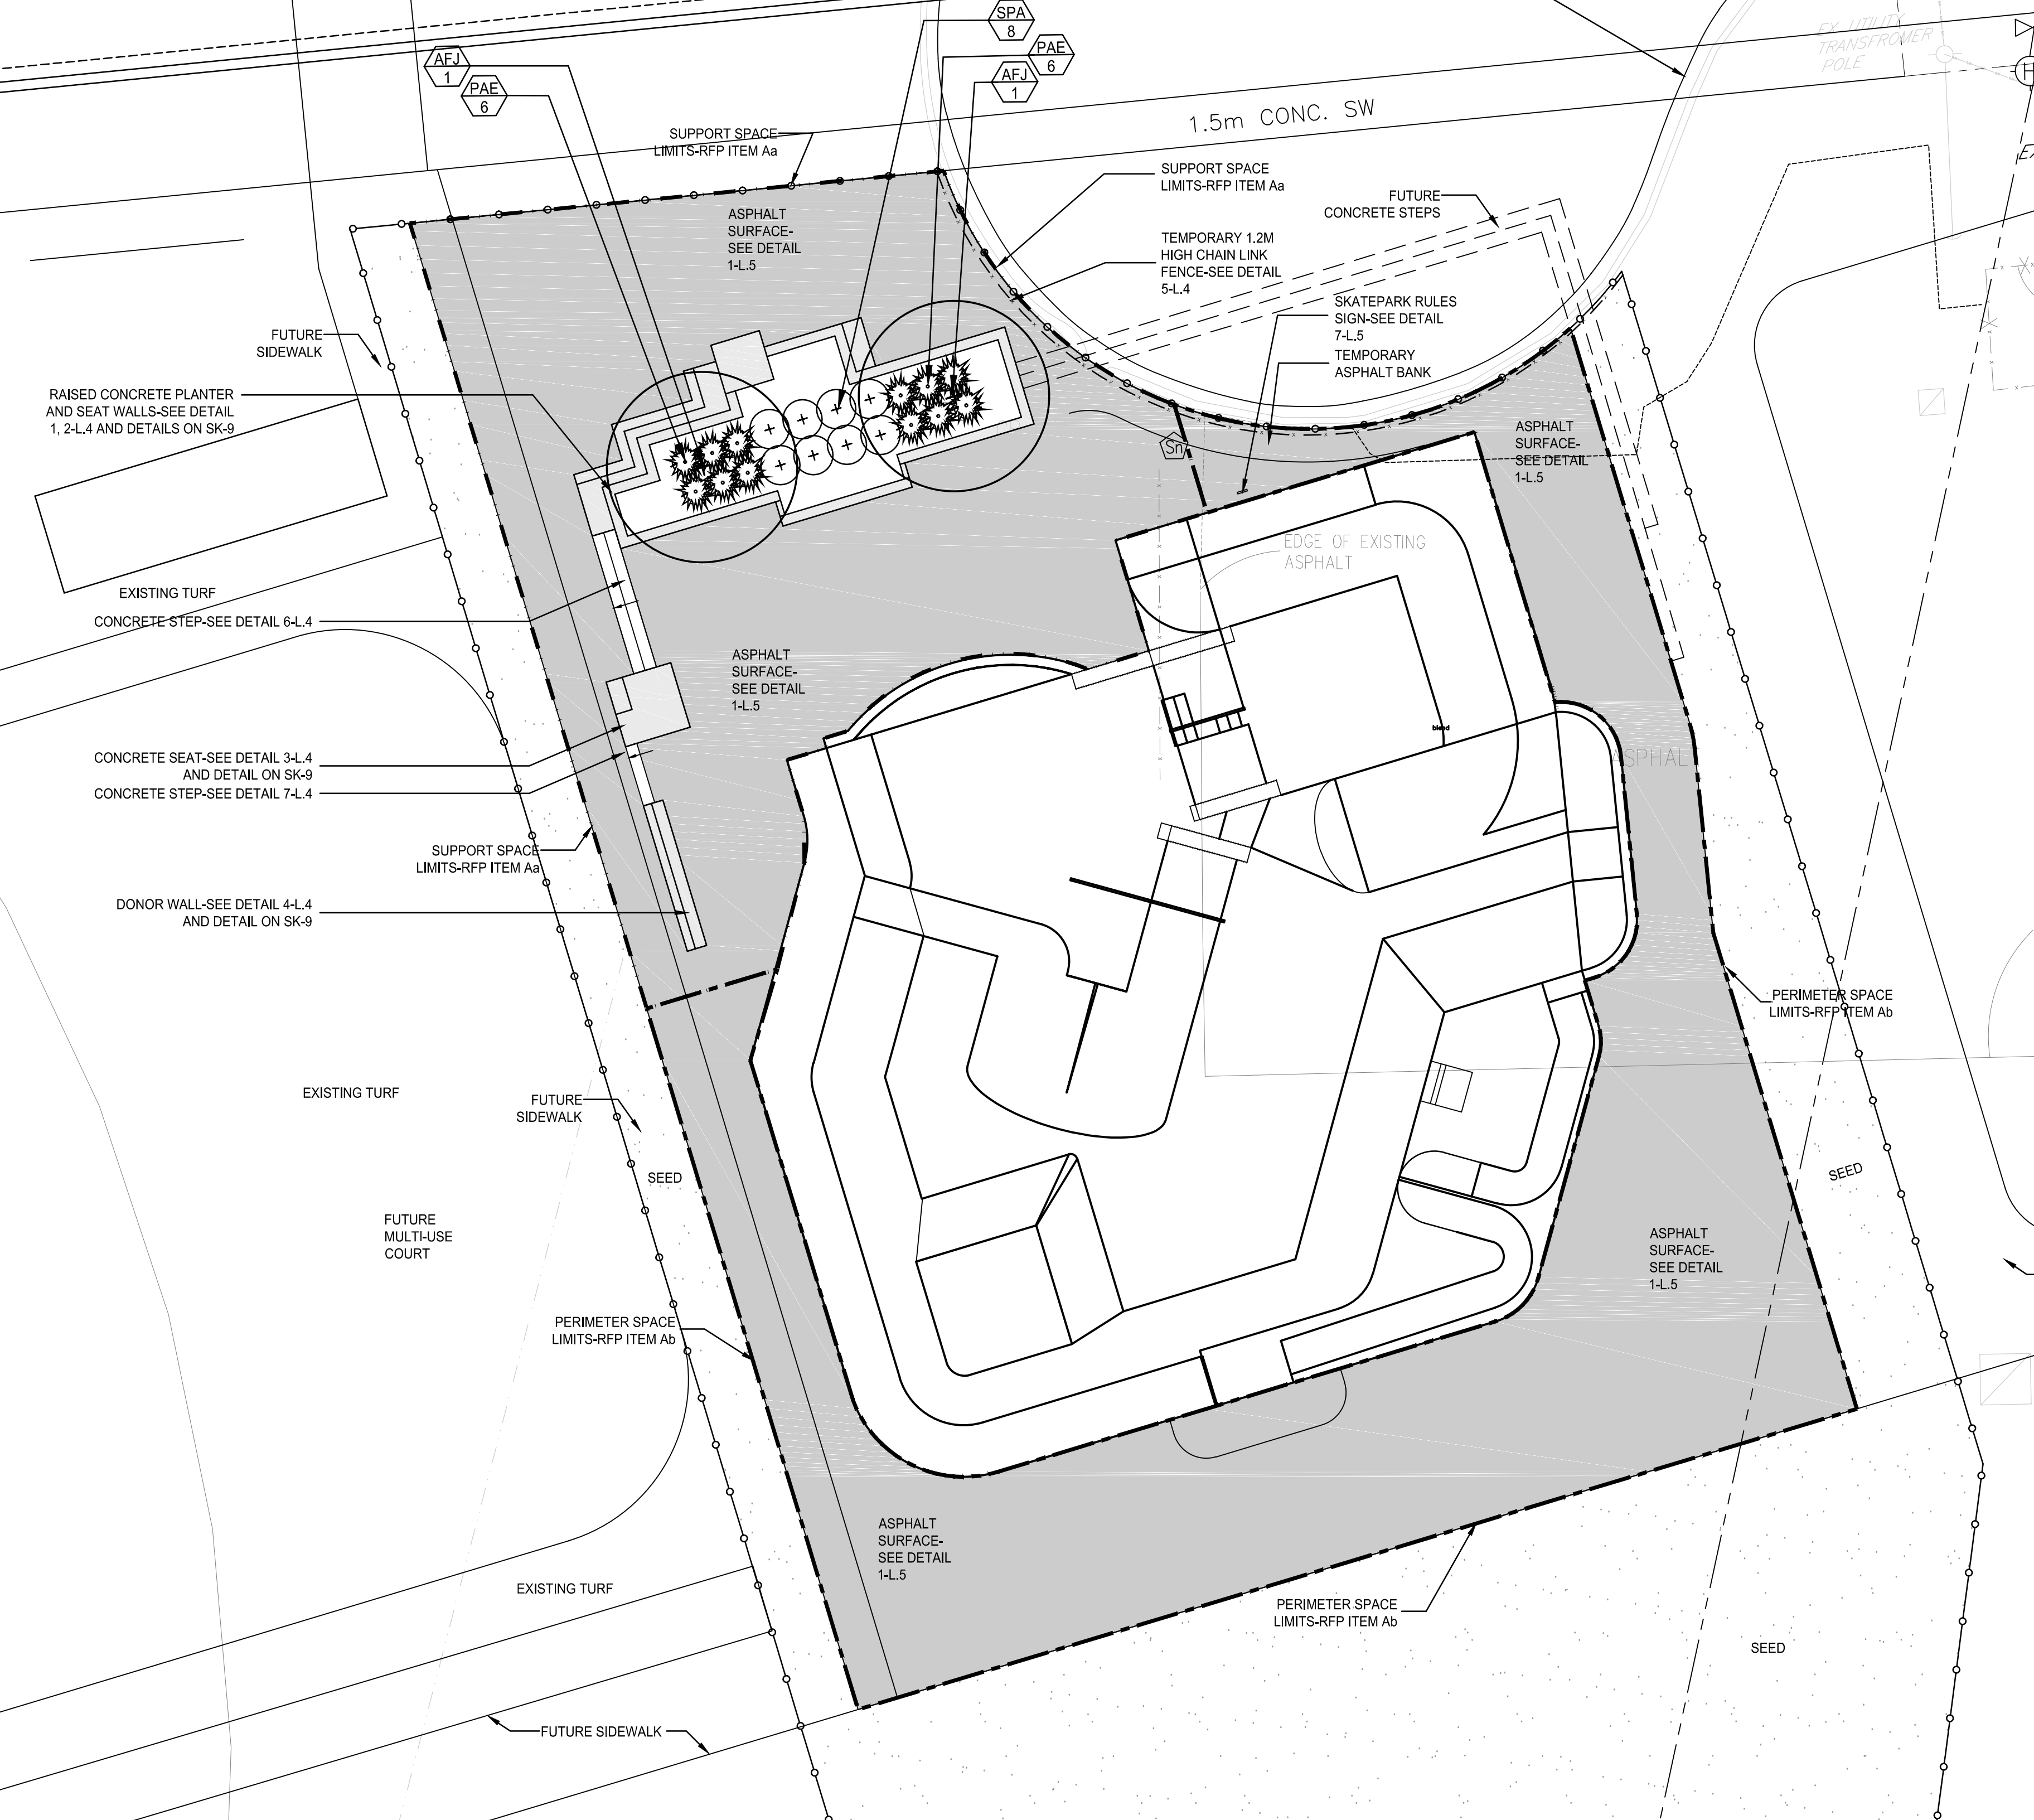 SPA
8
AFJ
1
PAE
6
PAE
6
AFJ
1
EX UTILITY
TRANSFROMER
POLE
H
1.5m CONC. SW
SUPPORT SPACE
LIMITS-RFP ITEM Aa
SUPPORT SPACE
LIMITS-RFP ITEM Aa
FUTURE
CONCRETE STEPS
ASPHALT
SURFACE-
SEE DETAIL
1-L.5
TEMPORARY 1.2M
HIGH CHAIN LINK
FENCE-SEE DETAIL
5-L.4
SKATEPARK RULES
SIGN-SEE DETAIL
7-L.5
TEMPORARY
ASPHALT BANK
FUTURE
SIDEWALK
RAISED CONCRETE PLANTER
AND SEAT WALLS-SEE DETAIL
1, 2-L.4 AND DETAILS ON SK-9
Sn
ASPHALT
SURFACE-
SEE DETAIL
1-L.5
EDGE OF EXISTING
ASPHALT
EXISTING TURF
CONCRETE STEP-SEE DETAIL 6-L.4
ASPHALT
SURFACE-
SEE DETAIL
1-L.5
blend
ASPHAL
CONCRETE SEAT-SEE DETAIL 3-L.4
AND DETAIL ON SK-9
CONCRETE STEP-SEE DETAIL 7-L.4
SUPPORT SPACE
LIMITS-RFP ITEM Aa
DONOR WALL-SEE DETAIL 4-L.4
AND DETAIL ON SK-9
PERIMETER SPACE
LIMITS-RFP ITEM Ab
EXISTING TURF
FUTURE
SIDEWALK
SEED
SEED
FUTURE
MULTI-USE
COURT
ASPHALT
SURFACE-
SEE DETAIL
1-L.5
PERIMETER SPACE
LIMITS-RFP ITEM Ab
ASPHALT
SURFACE-
SEE DETAIL
1-L.5
EXISTING TURF
PERIMETER SPACE
LIMITS-RFP ITEM Ab
SEED
FUTURE SIDEWALK